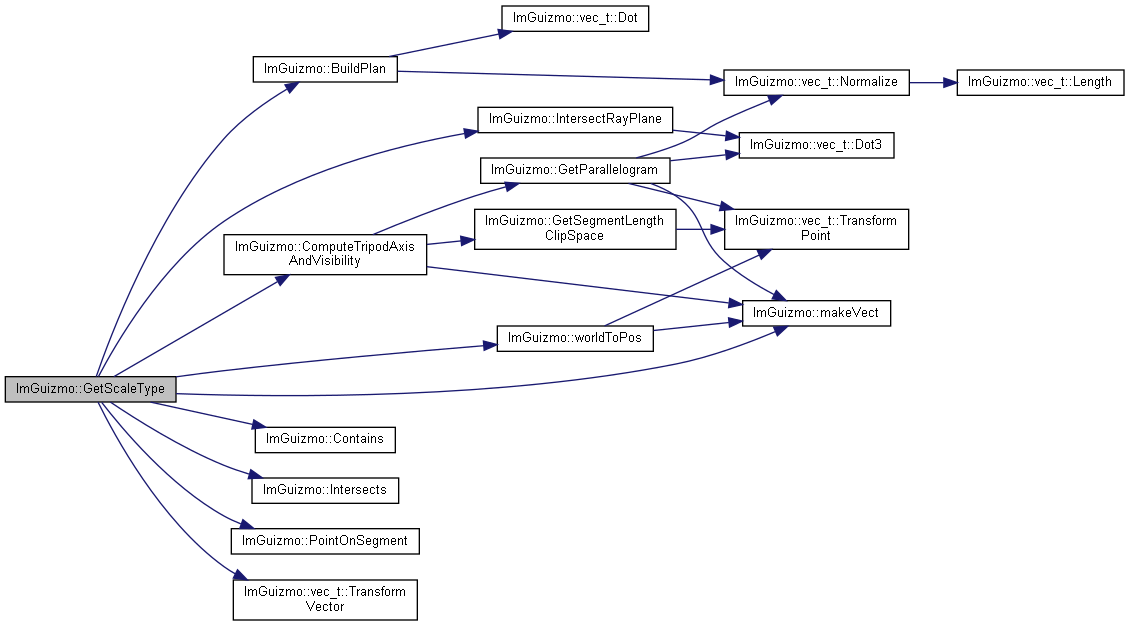 ImGuizmo::vec_t::Dot
ImGuizmo::BuildPlan
ImGuizmo::vec_t::Normalize
ImGuizmo::vec_t::Length
ImGuizmo::IntersectRayPlane
ImGuizmo::vec_t::Dot3
ImGuizmo::GetParallelogram
ImGuizmo::GetSegmentLength
ClipSpace
ImGuizmo::vec_t::Transform
Point
ImGuizmo::ComputeTripodAxis
AndVisibility
ImGuizmo::makeVect
ImGuizmo::worldToPos
ImGuizmo::GetScaleType
ImGuizmo::Contains
ImGuizmo::Intersects
ImGuizmo::PointOnSegment
ImGuizmo::vec_t::Transform
Vector